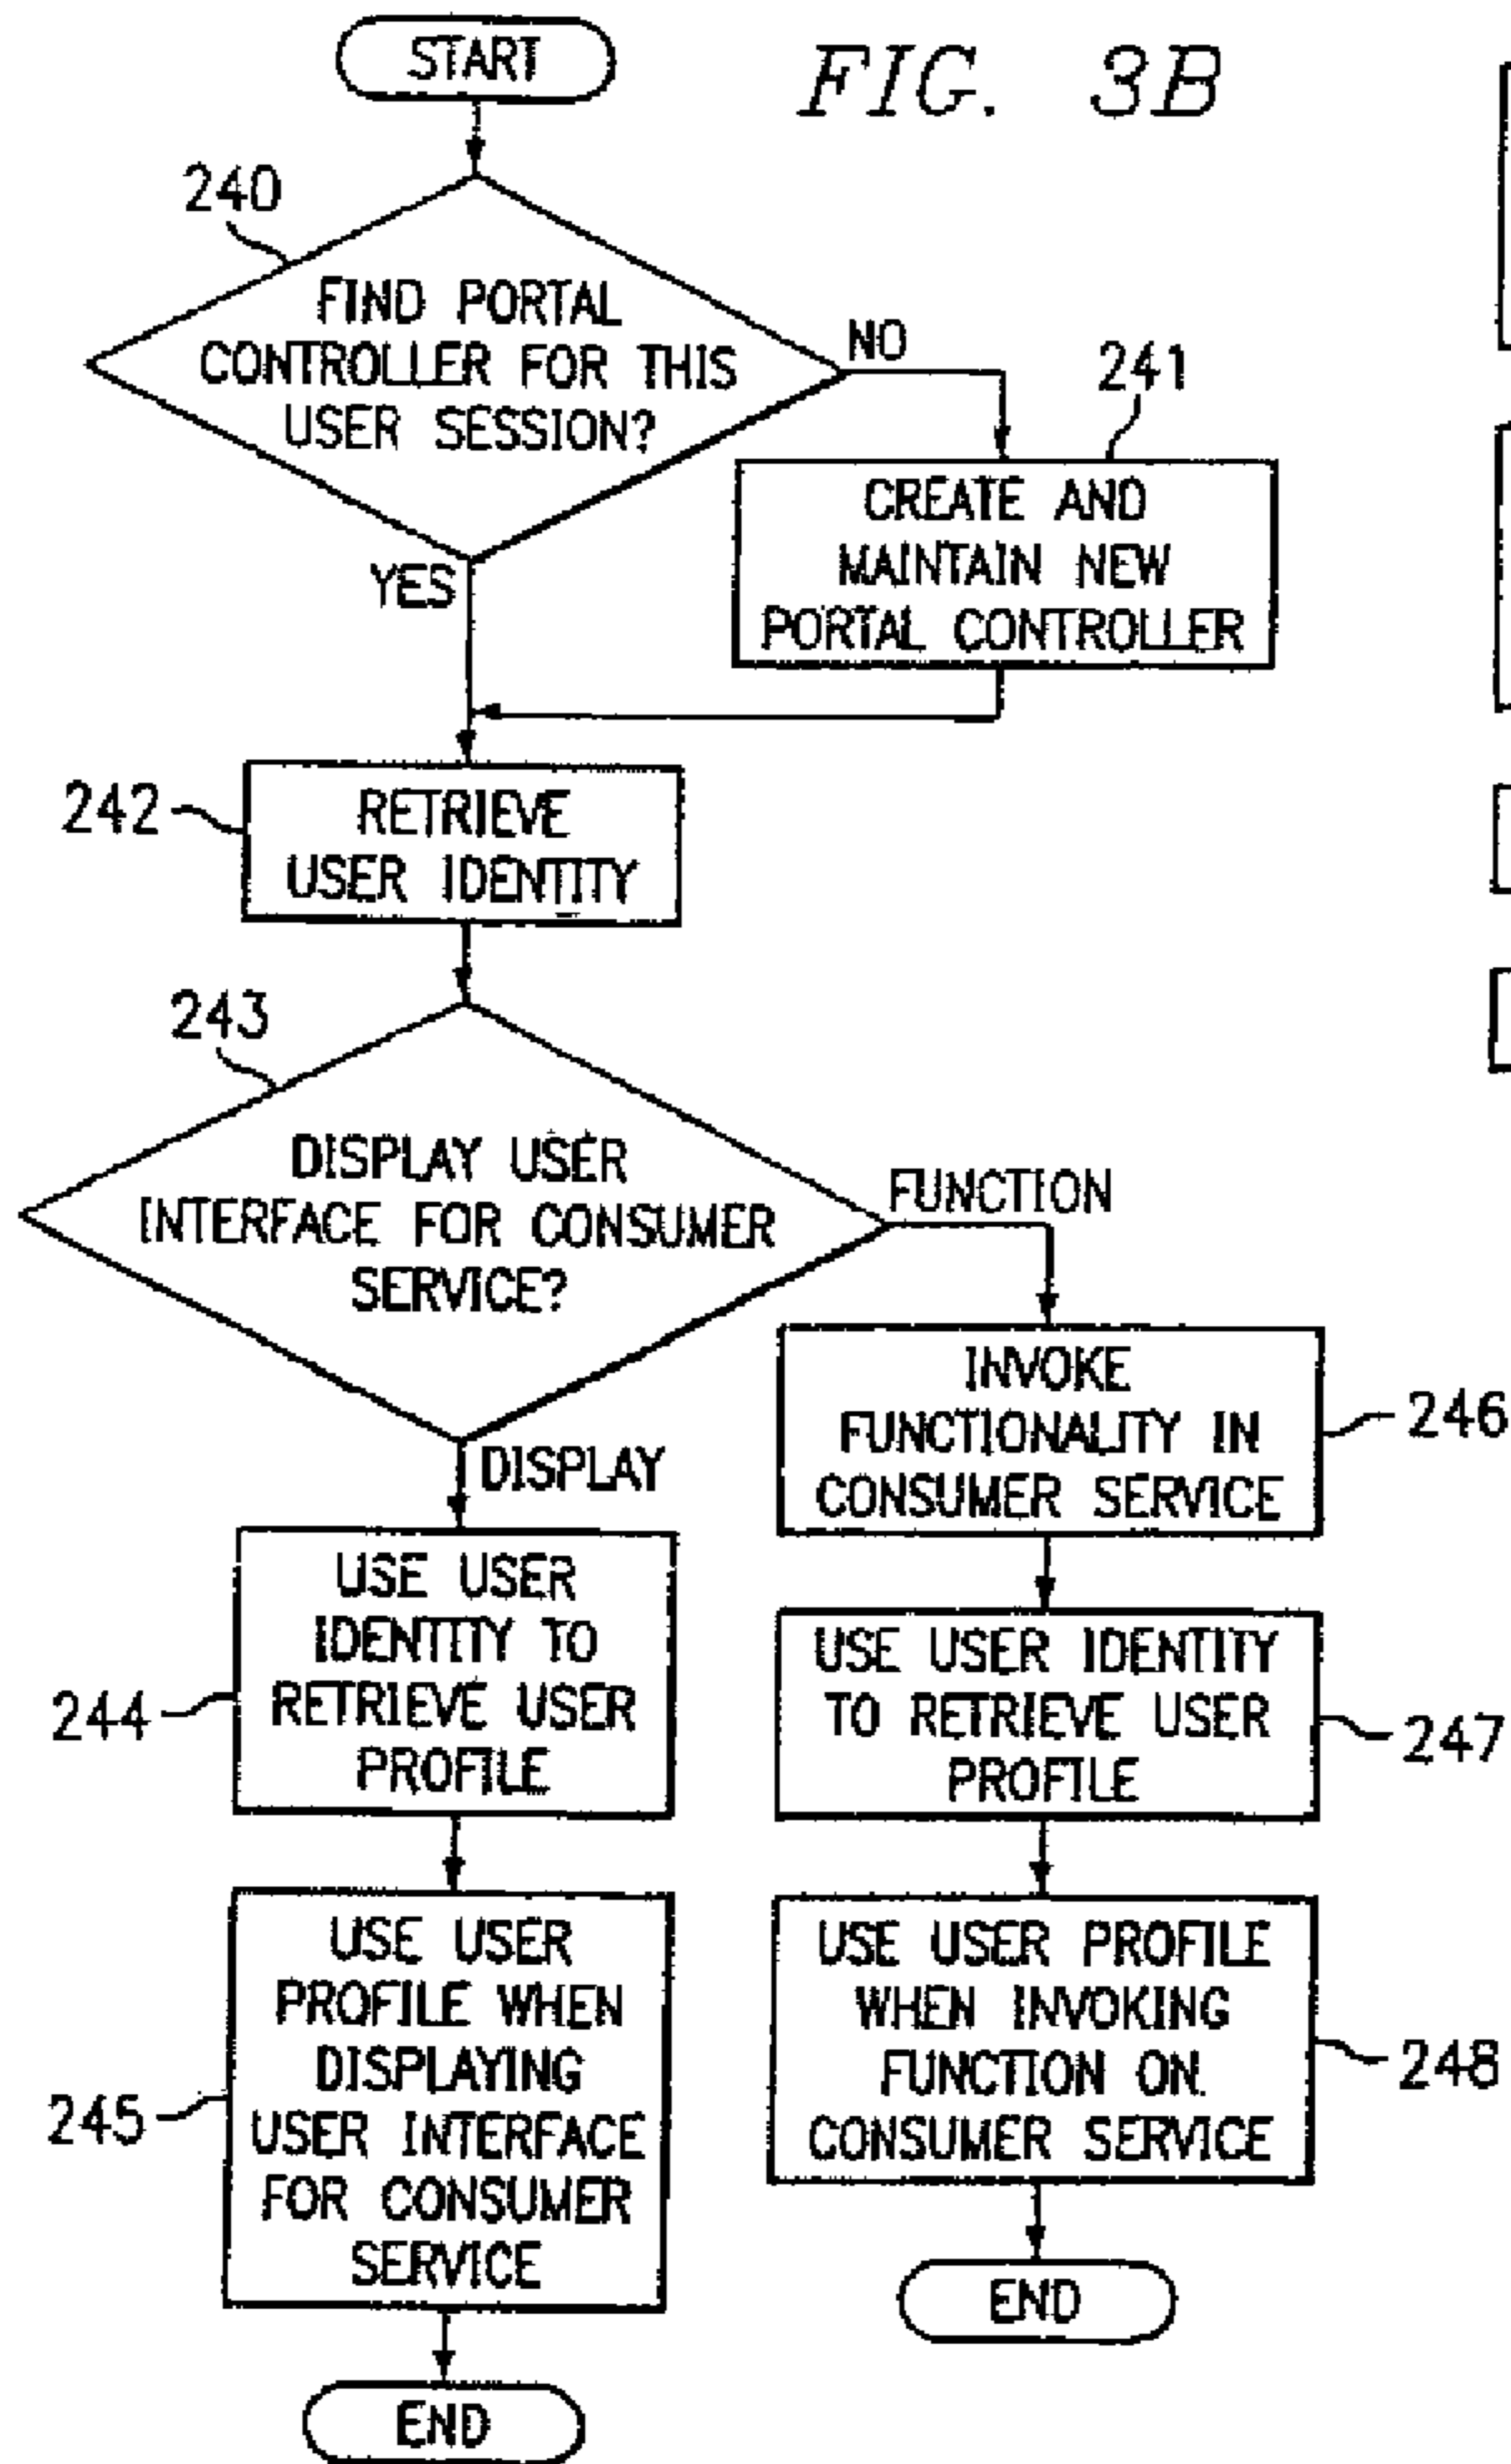 START
FIG. 3B
240
FIND PORTAL
CONTROLLER FOR THIS
USER SESSION?
NO
241
CREATE AND
MAINTAIN NEW
PORTAL CONTROLLER
YES
242
RETRIEVE
USER IDENTITY
243
DISPLAY USER
INTERFACE FOR CONSUMER
SERVICE?
FUNCTION
DISPLAY
INVOKE
FUNCTIONALITY IN
CONSUMER SERVICE
246
244
USE USER
IDENTITY TO
RETRIEVE USER
PROFILE
USE USER IDENTITY
TO RETRIEVE USER
PROFILE
247
245
USE USER
PROFILE WHEN
DISPLAYING
USER INTERFACE
FOR CONSUMER
SERVICE
USE USER PROFILE
WHEN INVOKING
FUNCTION ON
CONSUMER SERVICE
248
END
END